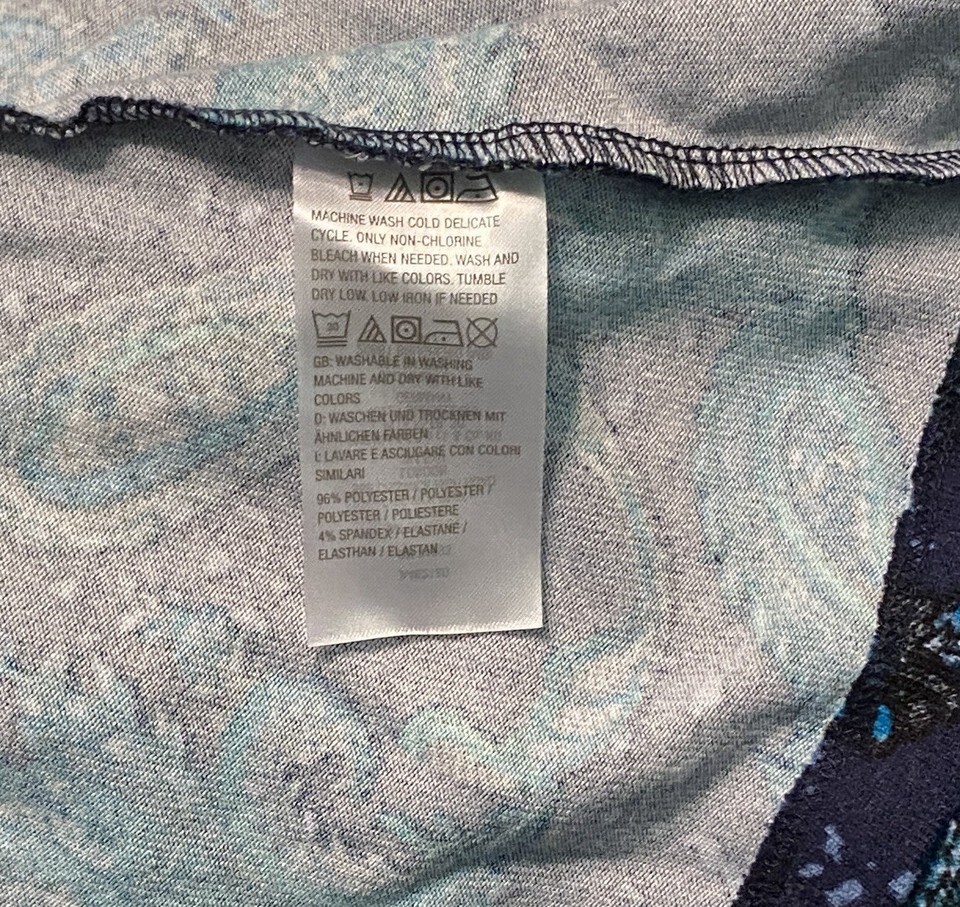 MACHINE WASH COLD DELICATE
CYCLE. ONLY NON-CHLORINE
BLEACH WHEN NEEDED. WASH AND
DRY WITH LIKE COLORS. TUMBLE
DRY LOW. LOW IRON IF NEEDED
30
GB: WASHABLE IN WASHING
MACHINE AND DRY WITH LIKE
COLORS
D: WASCHEN UND TROCKNEN MIT
ÄHNLICHEN FARBEN
I: LAVARE E ASCIUGARE CON COLORI
SIMILARI
96% POLYESTER / POLYESTER /
POLYESTER / POLIESTERE
4% SPANDEX / ELASTANE /
ELASTHAN / ELASTAN